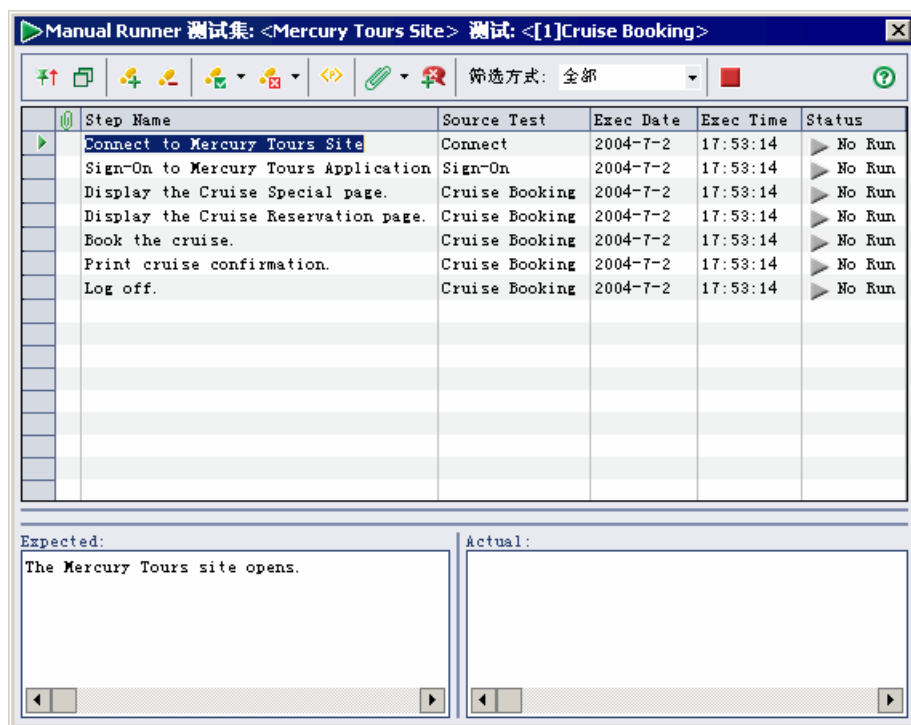 Manual Runner 测试集: <Mercury Tours Site> 测试: <[1]Cruise Booking>
筛选方式: 全部
Step Name Source Test Exec Date Exec Time Status
Connect to Mercury Tours Site Connect 2004-7-2 17:53:14 No Run
Sign-On to Mercury Tours Application Sign-On 2004-7-2 17:53:14 No Run
Display the Cruise Special page. Cruise Booking 2004-7-2 17:53:14 No Run
Display the Cruise Reservation page. Cruise Booking 2004-7-2 17:53:14 No Run
Book the cruise. Cruise Booking 2004-7-2 17:53:14 No Run
Print cruise confirmation. Cruise Booking 2004-7-2 17:53:14 No Run
Log off. Cruise Booking 2004-7-2 17:53:14 No Run
Expected: Actual:
The Mercury Tours site opens.